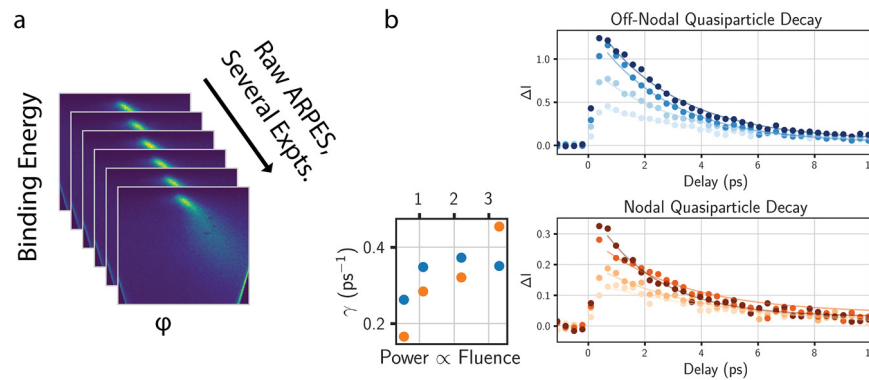 a
Binding Energy
φ
Raw ARPES,
Several Expts.
b
1 2 3
γ (ps⁻¹)
0.4
0.2
Power ∝ Fluence
Off-Nodal Quasiparticle Decay
ΔI
1.0
0.5
0.0
0 2 4 6 8 1
Delay (ps)
Nodal Quasiparticle Decay
ΔI
0.3
0.2
0.1
0.0
0 2 4 6 8 1
Delay (ps)